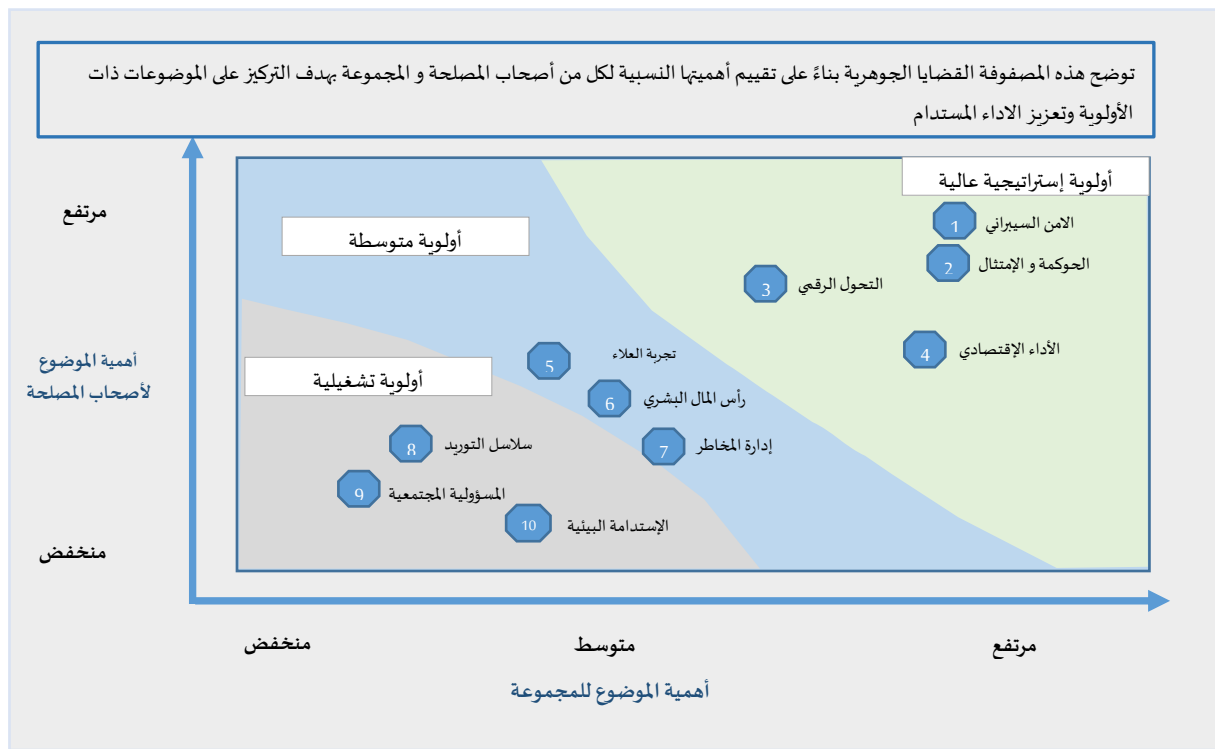 توضح هذه المصفوفة القضايا الجوهرية بناءً على تقييم أهميتها النسبية لكل من أصحاب المصلحة و المجموعة بهدف التركيز على الموضوعات ذات
الأولوية وتعزيز الاداء المستدام
أولوية إستراتيجية عالية
مرتفع
1 الامن السيبراني
أولوية متوسطة
2 الحوكمة و الإمتثال
3 التحول الرقمي
4 الأداء الإقتصادي
أهمية الموضوع
لأصحاب المصلحة
5 تجربة العلاء
أولوية تشغيلية
6 رأس المال البشري
7 إدارة المخاطر
8 سلاسل التوريد
9 المسؤولية المجتمعية
10 الإستدامة البيئية
منخفض
منخفض
متوسط
مرتفع
أهمية الموضوع للمجموعة